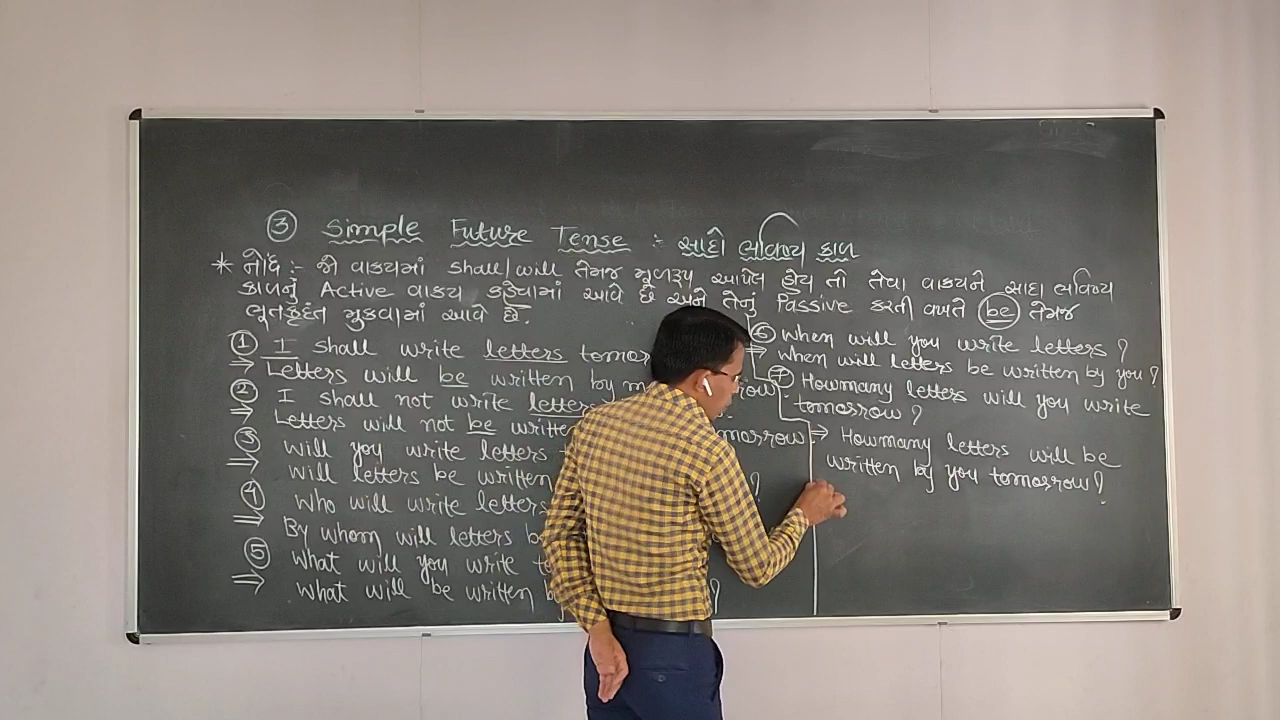 ③ Simple Future Tense :- સાદો ભવિષ્ય કાળ
* નોંધ :- જો વાકયમાં shall/will તેમજ મૂળરૂપ આપેલ હોય તો તેવા વાકયને સાદા ભવિષ્ય
કાળનું Active વાકય કહેવામાં આવે છે અને તેનું Passive કરતી વખતે be તેમજ
ભૂતકૃદંત મુકવામાં આવે છે.
① I shall write letters
⇒ Letters will be written by
② I shall not write
⇒ Letters will not be
③ Will you write letters
⇒ Will letters be written ?
④ Who will write letters
⇒ By whom will letters
⑤ What will you write
⇒ What will be written ?
⑥ When will you write letters ?
⇒ When will letters be written by you ?
⑦ Howmany letters will you write
tomorrow ?
⇒ Howmany letters will be
written by you tomorrow ?